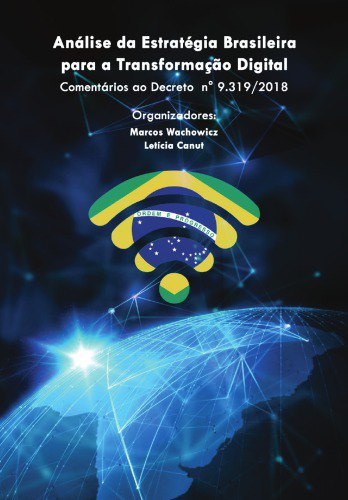 Análise da Estratégia Brasileira
para a Transformação Digital
Comentários ao Decreto nº 9.319/2018
Organizadores:
Marcos Wachowicz
Letícia Canut
ORDEM E PROGRESSO